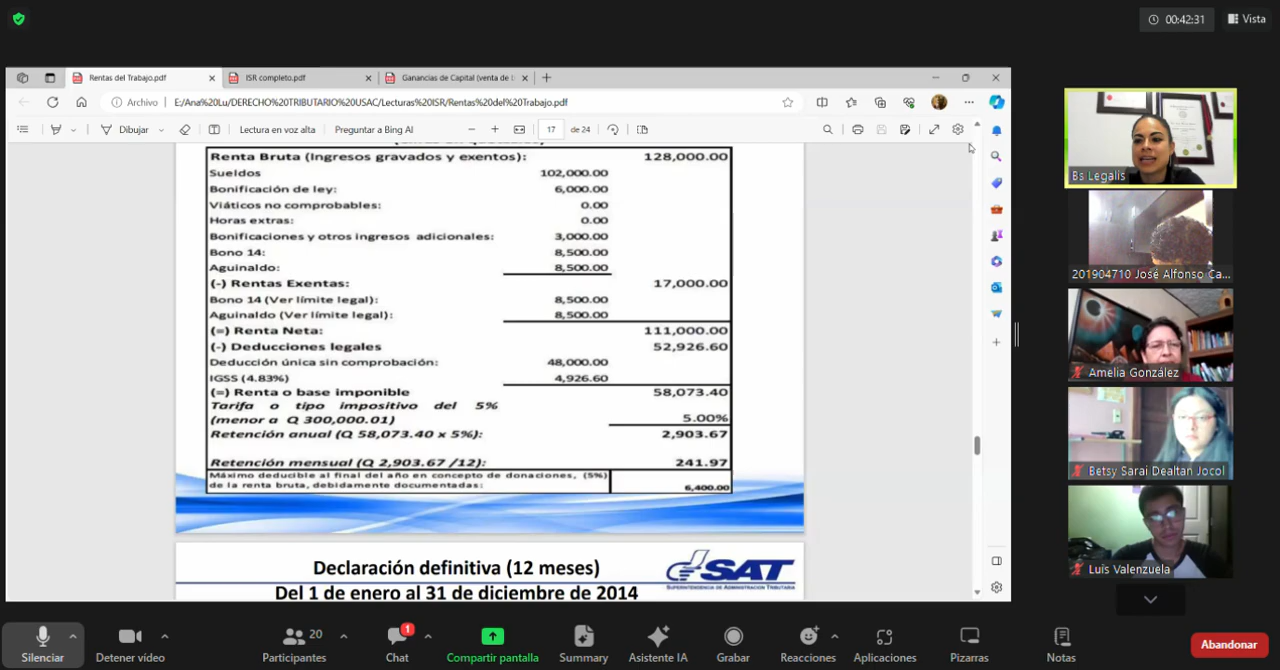 00:42:31 Vista
Rentas del Trabajo.pdf ISR completo.pdf Ganancias de Capital (venta de
Archivo E:/Ana%20Lu/DERECHO%20TRIBUTARIO%20USAC/Lecturas%20ISR/Rentas%20del%20Trabajo.pdf
Dibujar Lectura en voz alta Preguntar a Bing AI 17 de 24
Renta Bruta (Ingresos gravados y exentos): 128,000.00
Sueldos 102,000.00
Bonificación de ley: 6,000.00
Viáticos no comprobables: 0.00
Horas extras: 0.00
Bonificaciones y otros ingresos adicionales: 3,000.00
Bono 14: 8,500.00
Aguinaldo: 8,500.00
(-) Rentas Exentas: 17,000.00
Bono 14 (Ver límite legal): 8,500.00
Aguinaldo (Ver límite legal): 8,500.00
(=) Renta Neta: 111,000.00
(-) Deducciones legales 52,926.60
Deducción única sin comprobación: 48,000.00
IGSS (4.83%) 4,926.60
(=) Renta o base imponible 58,073.40
Tarifa o tipo impositivo del 5%
(menor a Q 300,000.01) 5.00%
Retención anual (Q 58,073.40 x 5%): 2,903.67
Retención mensual (Q 2,903.67 /12): 241.97
Máximo deducible al final del año en concepto de donaciones, (5%)
de la renta bruta, debidamente documentadas: 6,400.00
Declaración definitiva (12 meses)
SAT
SUPERINTENDENCIA DE ADMINISTRACION TRIBUTARIA
Del 1 de enero al 31 de diciembre de 2014
Bs Legalis
201904710 José Alfonso Ca...
Amelia González
Betsy Sarai Dealtan Jocol
Luis Valenzuela
Silenciar
Detener vídeo
20
Participantes
1
Chat
Compartir pantalla
Summary
Asistente IA
Grabar
Reacciones
Aplicaciones
Pizarras
Notas
Abandonar